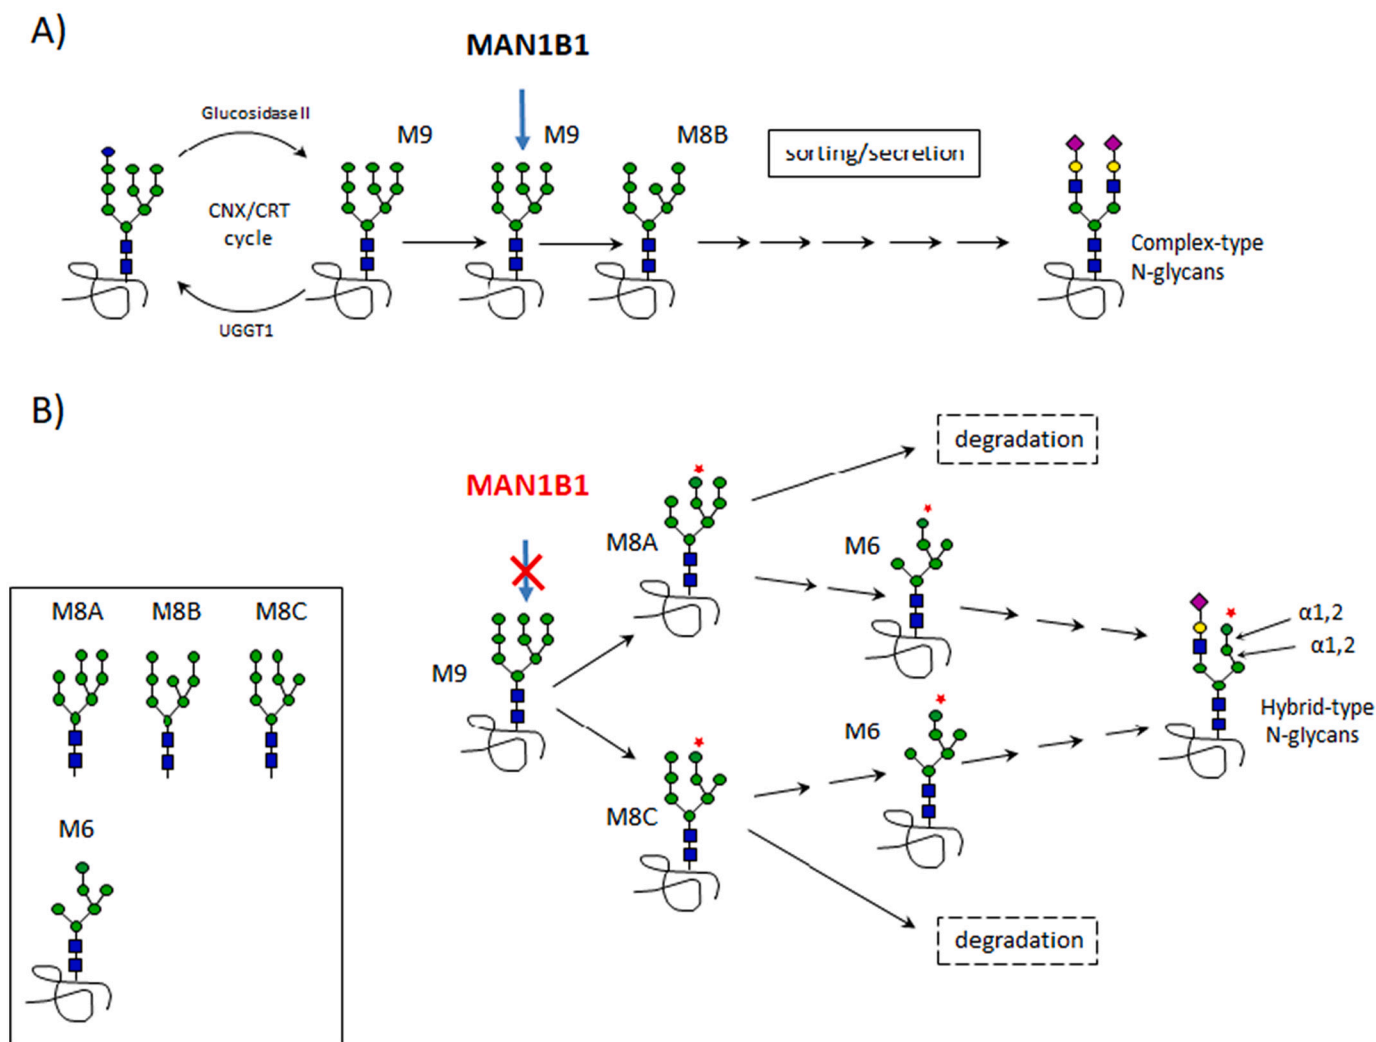 A)
MAN1B1
Glucosidase II
M9
M9
M8B
sorting/secretion
CNX/CRT
cycle
Complex-type
N-glycans
UGGT1
B)
degradation
MAN1B1
M8A
M6
M9
α1,2
α1,2
Hybrid-type
N-glycans
M8C
M6
degradation
M8A
M8B
M8C
M6